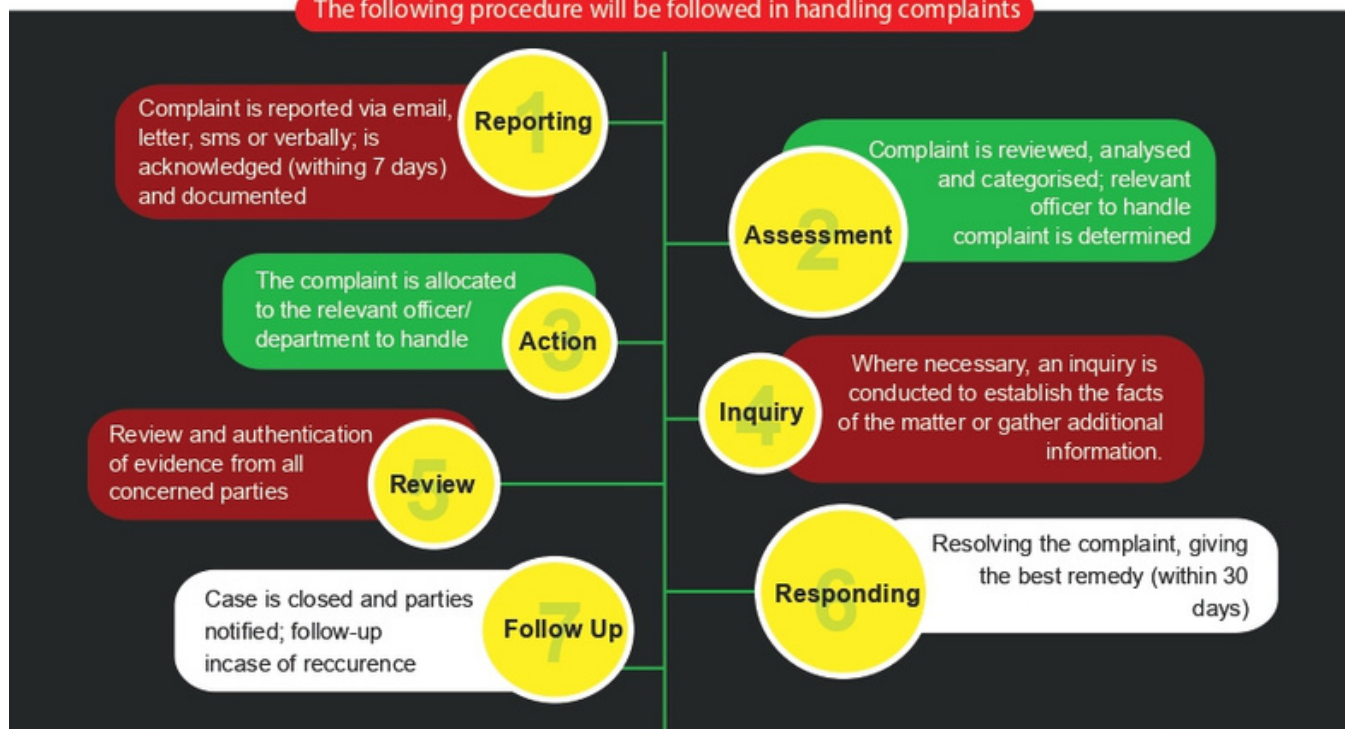 The following procedure will be followed in handling complaints
1
Reporting
Complaint is reported via email,
letter, sms or verbally; is
acknowledged (withing 7 days)
and documented
2
Assessment
Complaint is reviewed, analysed
and categorised; relevant
officer to handle
complaint is determined
3
Action
The complaint is allocated
to the relevant officer/
department to handle
4
Inquiry
Where necessary, an inquiry is
conducted to establish the facts
of the matter or gather additional
information.
5
Review
Review and authentication
of evidence from all
concerned parties
6
Responding
Resolving the complaint, giving
the best remedy (within 30
days)
7
Follow Up
Case is closed and parties
notified; follow-up
incase of reccurence